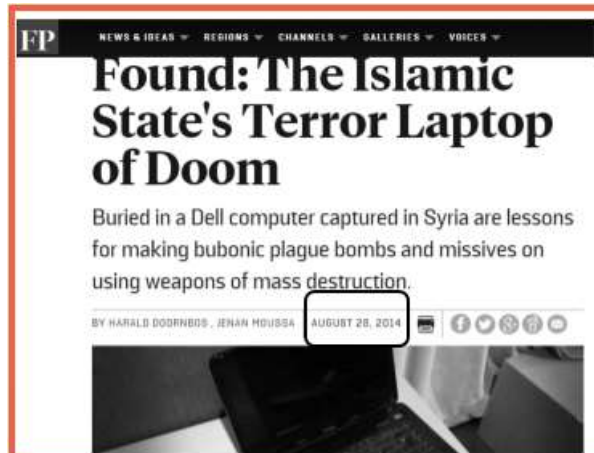 FP NEWS & IDEAS REGIONS CHANNELS GALLERIES VOICES
Found: The Islamic
State's Terror Laptop
of Doom
Buried in a Dell computer captured in Syria are lessons
for making bubonic plague bombs and missives on
using weapons of mass destruction.
BY HARALD DOORNBOS, JENAN MOUSSA AUGUST 28, 2014